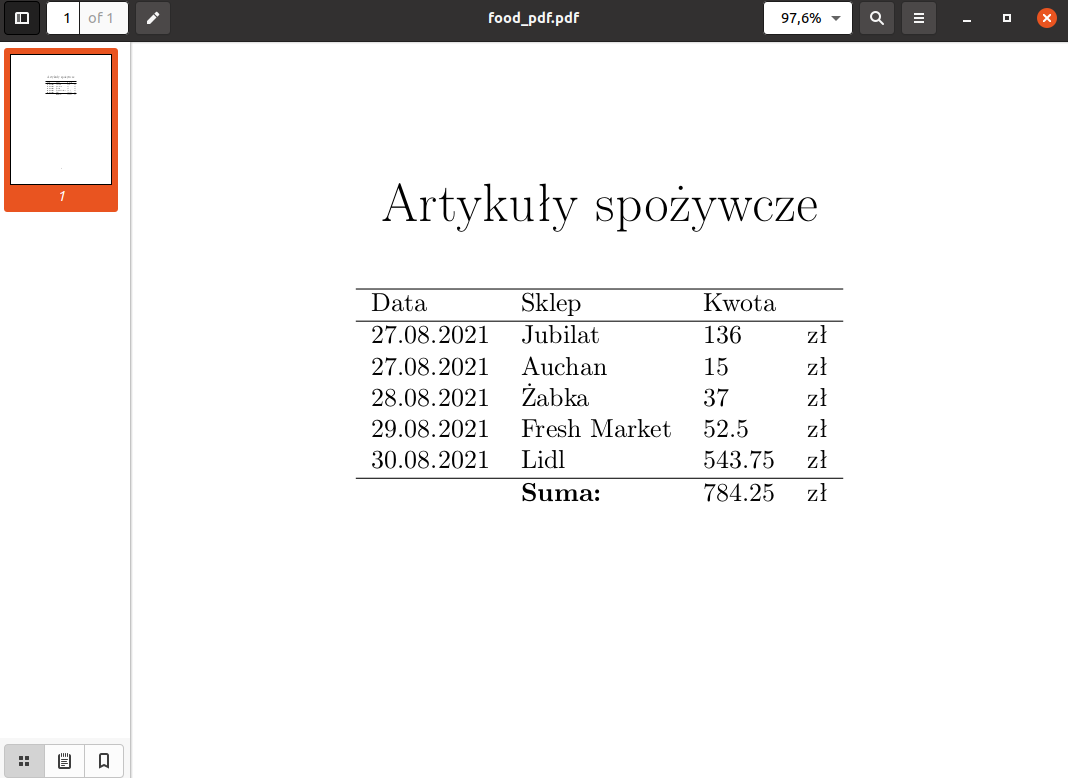 1 of 1 food_pdf.pdf 97,6%
1
Artykuły spożywcze
Data Sklep Kwota
27.08.2021 Jubilat 136 zł
27.08.2021 Auchan 15 zł
28.08.2021 Żabka 37 zł
29.08.2021 Fresh Market 52.5 zł
30.08.2021 Lidl 543.75 zł
Suma: 784.25 zł